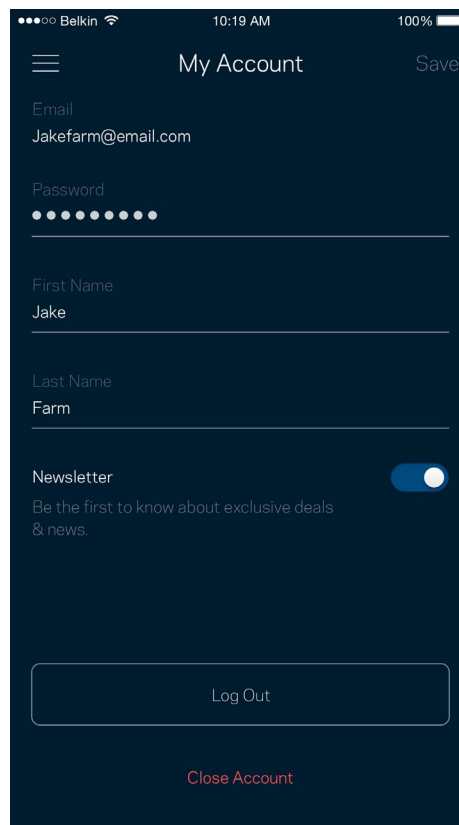 Belkin 10:19 AM 100%
My Account Save
Email
Jakefarm@email.com
Password
First Name
Jake
Last Name
Farm
Newsletter
Be the first to know about exclusive deals
& news.
Log Out
Close Account